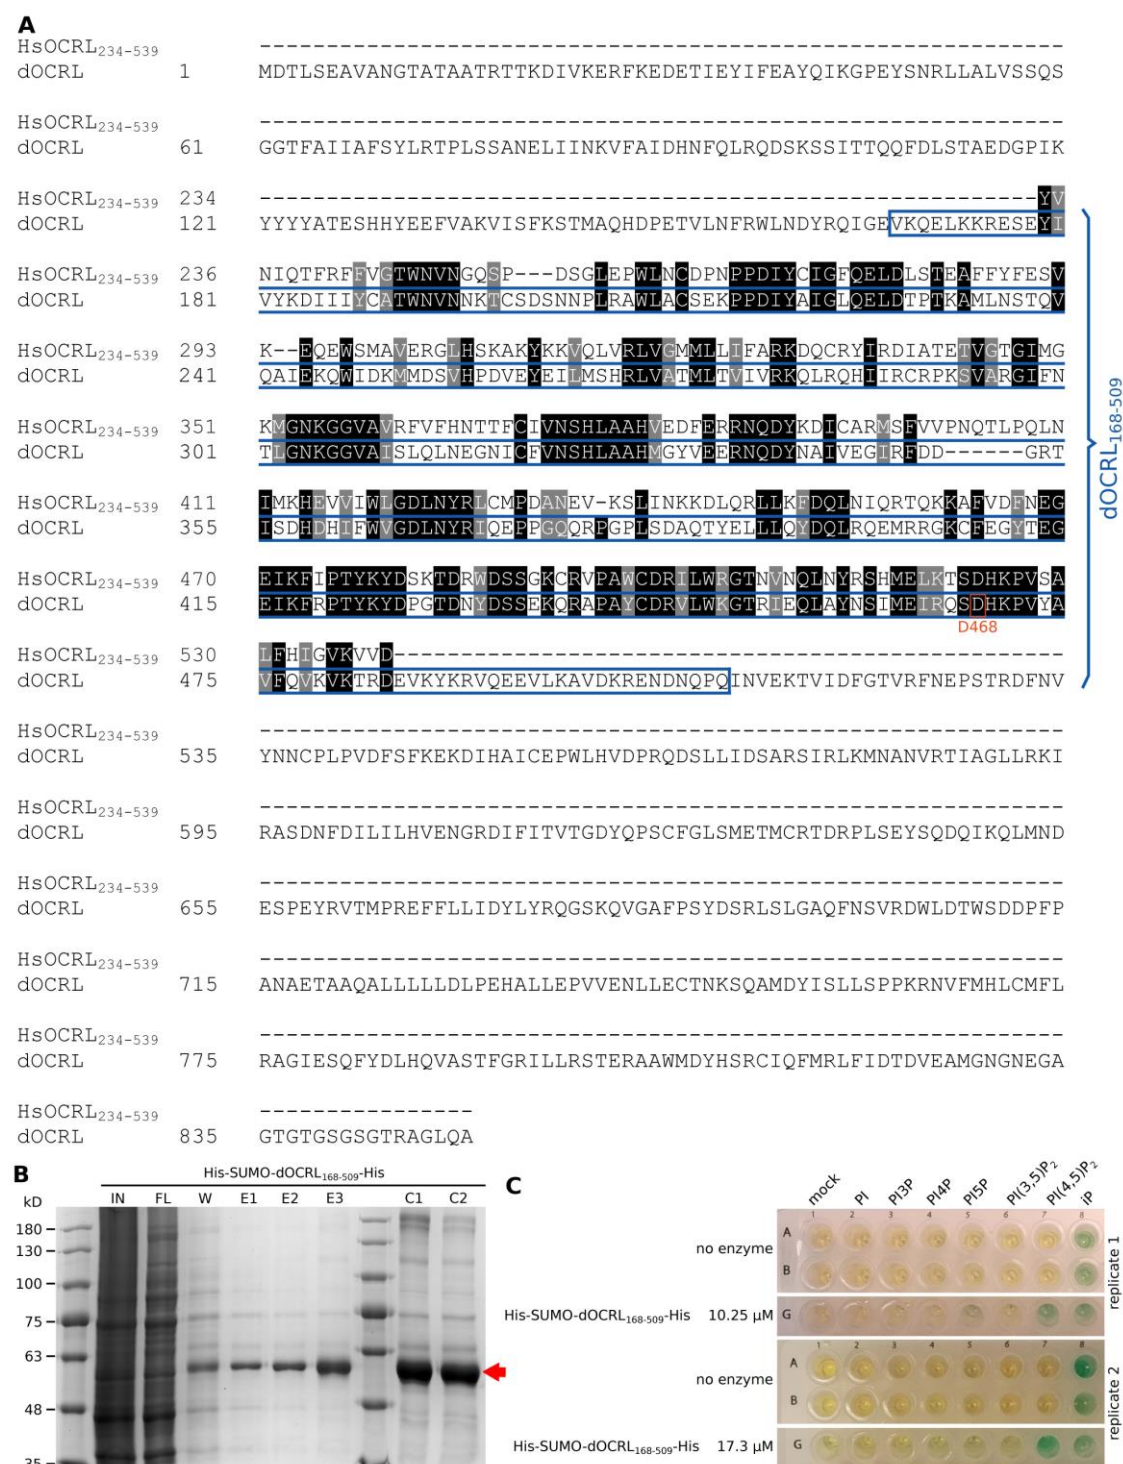 A
HsOCRL234-539 ------------------------------------------------------------
dOCRL 1 MDTLSEAVANGTATAATRTTKDIVKERFKEDETIEYIFEAYQIKGPEYSNRLLALVSSQS
HsOCRL234-539 ------------------------------------------------------------
dOCRL 61 GGTFAIIAFSYLRTPLSSANELIINKVFAIDHNFQLRQDSKSSITTQQFDLSTAEDGPIK
HsOCRL234-539 234 ----------------------------------------------------------YV
dOCRL 121 YYYYATESHHYEEFVAKVISFKSTMAQHDPETVLNFRWLNDYRQIGEVKQELKKRESEYI
HsOCRL234-539 236 NIQTFRFFVGTWNVNGQSP---DSGLEPWLNCDPNPPDIYCIGFQELDLSTEAFFYFESV
dOCRL 181 VYKDIIIYCATWNVNNKTCSDSNNPLRAWLACSEKPPDIYAIGLQELDTPTKAMLNSTQV
HsOCRL234-539 293 K--EQEWSMAVERGLHSKAKYKKVQLVRLVGMMLLIFARKDQCRYIRDIATETVGTGIMG
dOCRL 241 QAIEKQWIDKMMDSVHPDVEYEILMSHRLVATMLTVIVRKQLRQHIIRCRPKSVARGIFN
HsOCRL234-539 351 KMGNKGGVAVRFVFHNTTFCIVNSHLAAHVEDFERRNQDYKDICARMSFVVPNQTLPQLN
dOCRL 301 TLGNKGGVAISLQLNEGNICFVNSHLAAHMGYVEERNQDYNAIVEGIRFDD------GRT
HsOCRL234-539 411 IMKHEVVIWLGDLNYRLCMPDANEV-KSLINKKDLQRLLKFDQLNIQRTQKKAFVDFNEG
dOCRL 355 ISDHDHIFWVGDLNYRIQEPPGQQRPGPLSDAQTYELLLQYDQLRQEMRRGKCFEGYTEG
HsOCRL234-539 470 EIKFIPTYKYDSKTDRWDSSGKCRVPAWCDRILWRGTNVNQLNYRSHMELKTSDHKPVSA
dOCRL 415 EIKFRPTYKYDPGTDNYDSSEKQRAPAYCDRVLWKGTRIEQLAYNSIMEIRQSDHKPVYA
D468
HsOCRL234-539 530 LFHIGVKVVD--------------------------------------------------
dOCRL 475 VFQVKVKTRDEVKYKRVQEEVLKAVDKRENDNQPQINVEKTVIDFGTVRFNEPSTRDFNV
dOCRL168-509
HsOCRL234-539 ------------------------------------------------------------
dOCRL 535 YNNCPLPVDFSFKEKDIHAICEPWLHVDPRQDSLLIDSARSIRLKMNANVRTIAGLLRKI
HsOCRL234-539 ------------------------------------------------------------
dOCRL 595 RASDNFDILILHVENGRDIFITVTGDYQPSCFGLSMETMCRTDRPLSEYSQDQIKQLMND
HsOCRL234-539 ------------------------------------------------------------
dOCRL 655 ESPEYRVTMPREFFLLIDYLYRQGSKQVGAFPSYDSRLSLGAQFNSVRDWLDTWSDDPFP
HsOCRL234-539 ------------------------------------------------------------
dOCRL 715 ANAETAAQALLLLLDLPEHALLEPVVENLLECTNKSQAMDYISLLSPPKRNVFMHLCMFL
HsOCRL234-539 ------------------------------------------------------------
dOCRL 775 RAGIESQFYDLHQVASTFGRILLRSTERAAWMDYHSRCIQFMRLFIDTDVEAMGNGNEGA
HsOCRL234-539 ----------------
dOCRL 835 GTGTGSGSGTRAGLQA
B
His-SUMO-dOCRL168-509-His
kD IN FL W E1 E2 E3 C1 C2
180
130
100
75
63
48
35
C
mock PI PI3P PI4P PI5P PI(3,5)P2 PI(4,5)P2 iP
1 2 3 4 5 6 7 8
no enzyme A
B
His-SUMO-dOCRL168-509-His 10.25 µM G
replicate 1
1 2 3 4 5 6 7 8
no enzyme A
B
His-SUMO-dOCRL168-509-His 17.3 µM G
replicate 2